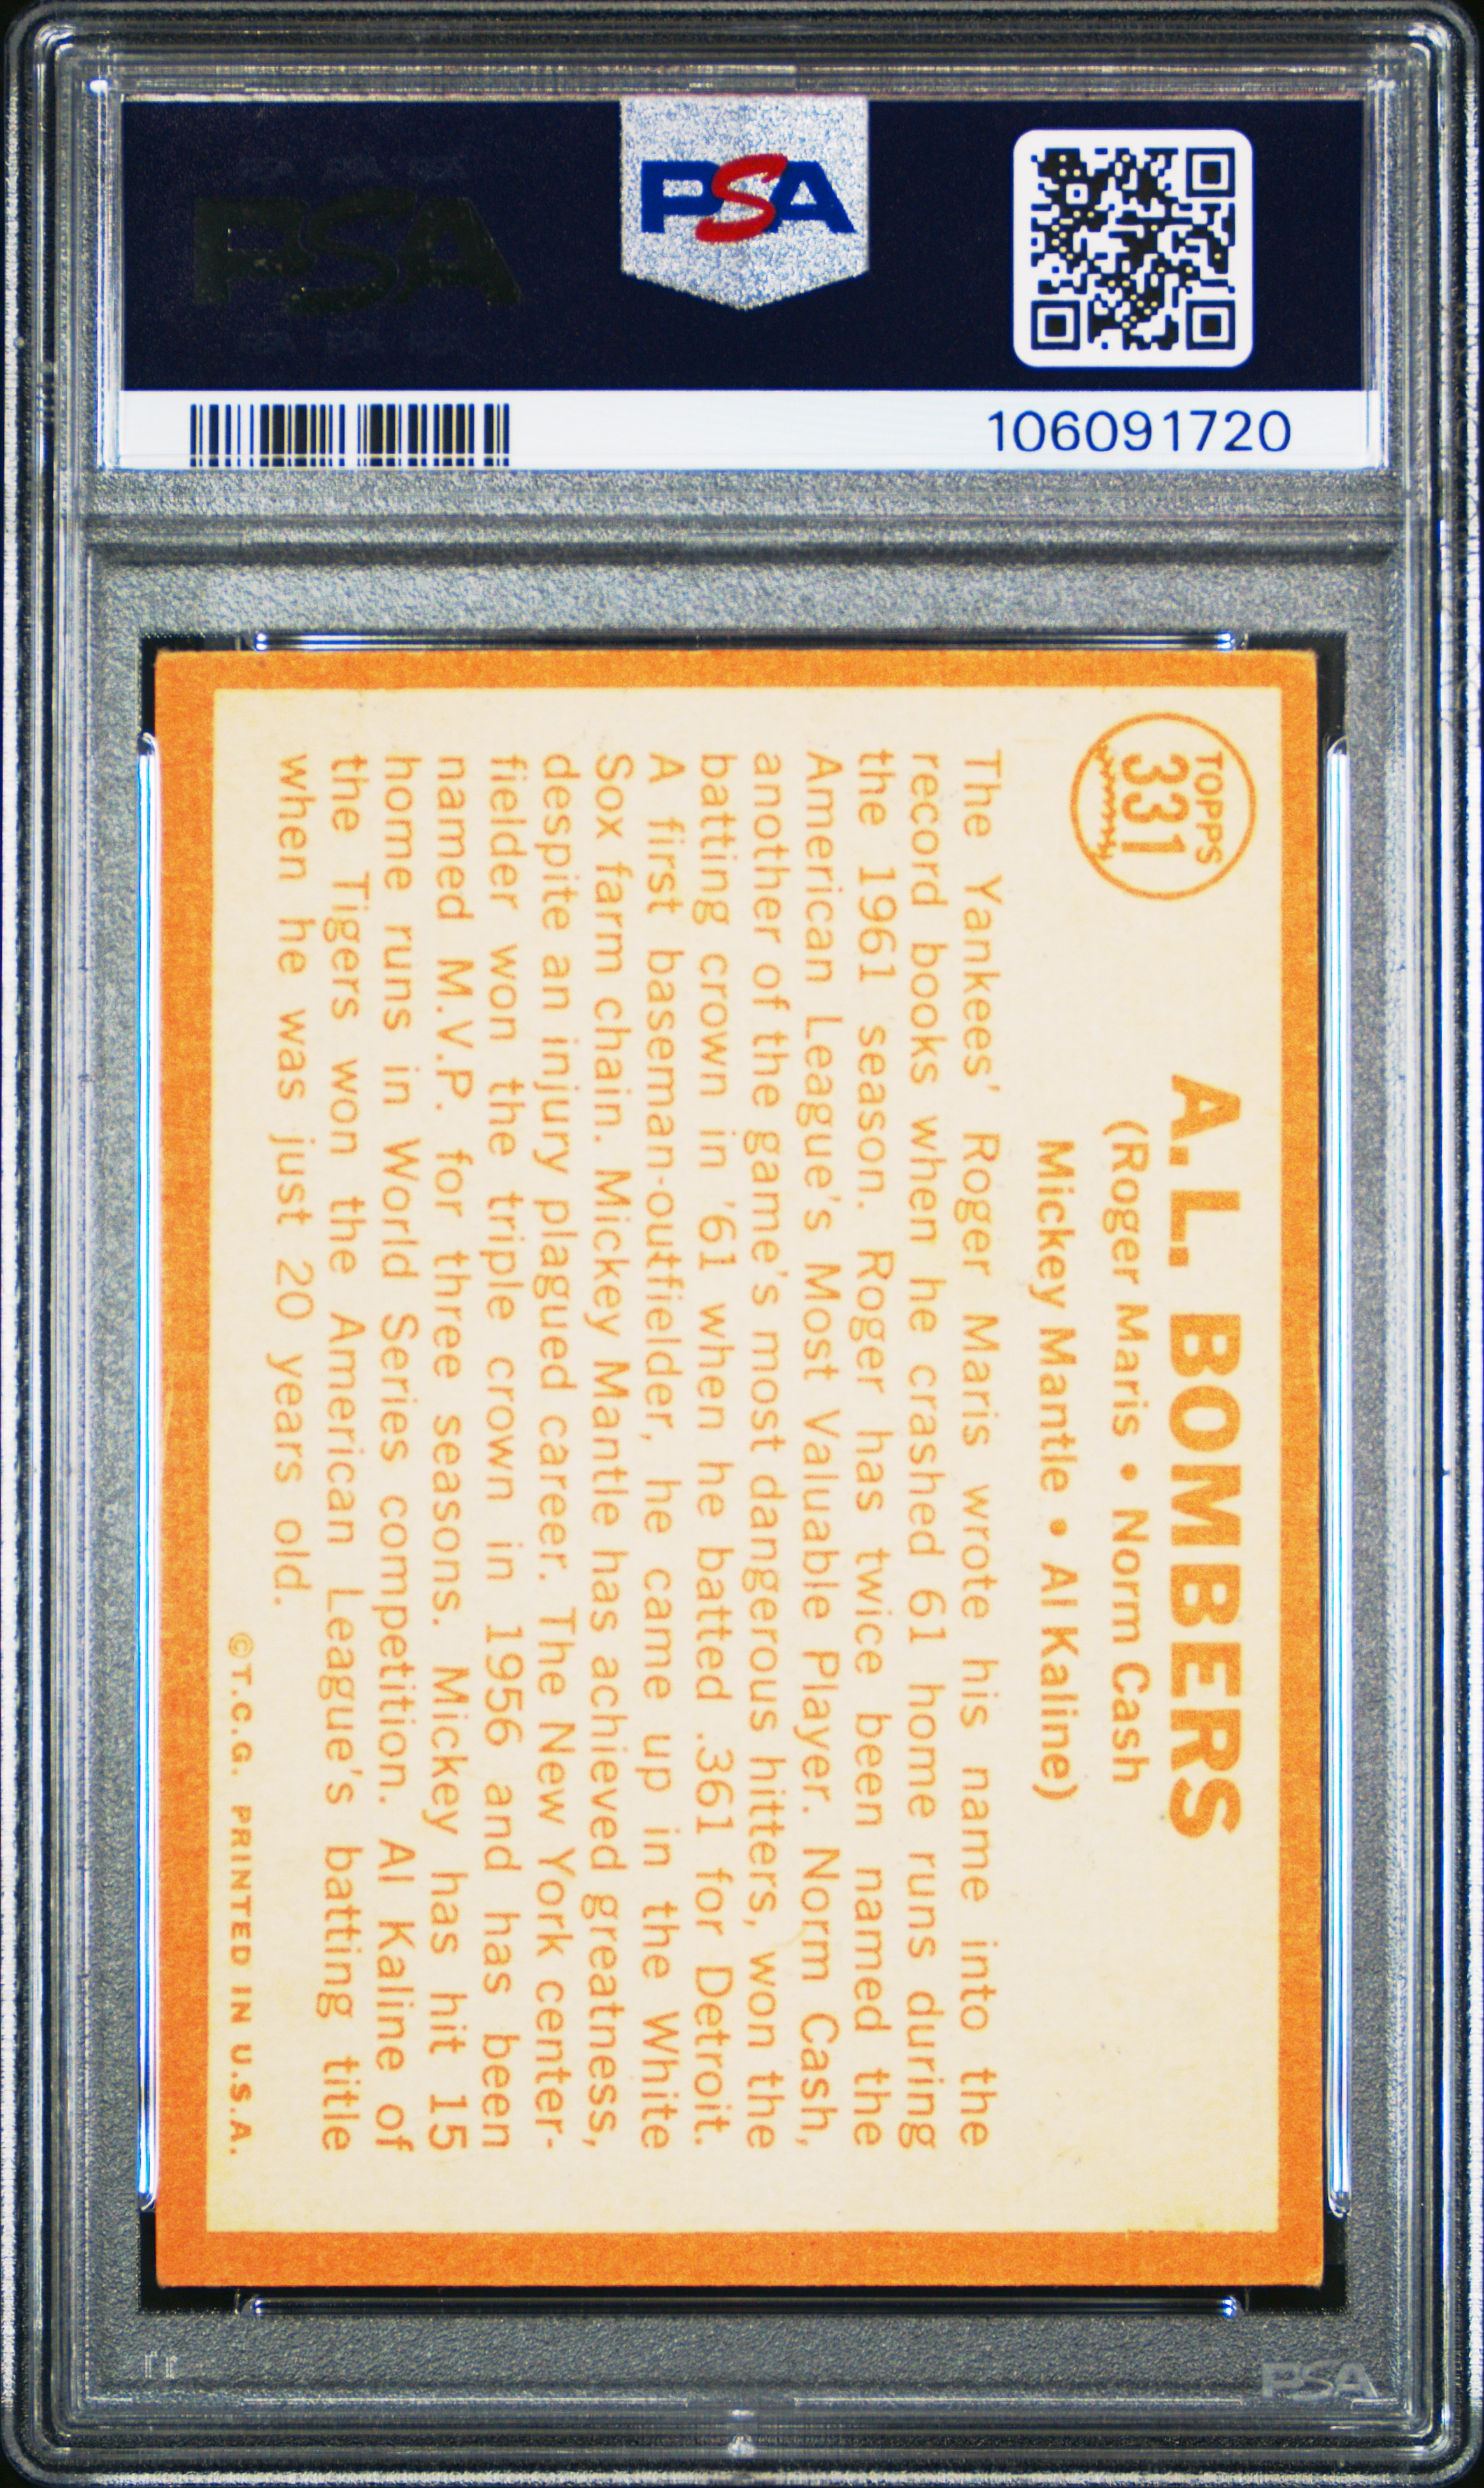 PSA
PSA
106091720
TOPPS
331
A. L. BOMBERS
(Roger Maris • Norm Cash
Mickey Mantle • Al Kaline)
The Yankees' Roger Maris wrote his name into the
record books when he crashed 61 home runs during
the 1961 season. Roger has twice been named the
American League's Most Valuable Player. Norm Cash,
another of the game's most dangerous hitters, won the
batting crown in '61 when he batted .361 for Detroit.
A first baseman-outfielder, he came up in the White
Sox farm chain. Mickey Mantle has achieved greatness,
despite an injury plagued career. The New York center-
fielder won the triple crown in 1956 and has been
named M.V.P. for three seasons. Mickey has hit 15
home runs in World Series competition. Al Kaline of
the Tigers won the American League's batting title
when he was just 20 years old.
©T.C.G. PRINTED IN U.S.A.
PSA